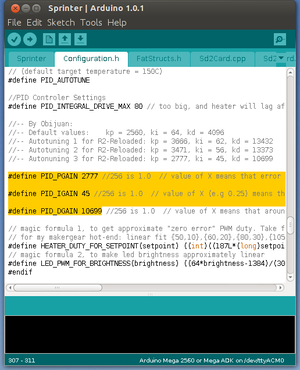 Sprinter | Arduino 1.0.1
File Edit Sketch Tools Help
Sprinter Configuration.h FatStructs.h Sd2Card.cpp Sd2
// (default target temperature = 150C)
#define PID_AUTOTUNE
//PID Controler Settings
#define PID_INTEGRAL_DRIVE_MAX 80 // too big, and heater will lag af
//-- By Obijuan:
//-- Default values: kp = 2560, ki = 64, kd = 4096
//-- Autotuning 1 for R2-Reloaded: kp = 3666, ki = 62, kd = 13432
//-- Autotuning 2 for R2-Reloaded: kp = 3471, ki = 56, kd = 13373
//-- Autotuning 3 for R2-Reloaded: kp = 2777, ki = 45, kd = 10699
#define PID_PGAIN 2777 //256 is 1.0 // value of X means that error
#define PID_IGAIN 45 //256 is 1.0 // value of X (e.g 0.25) means th
#define PID_DGAIN 10699 //256 is 1.0 // value of X means that aroun
// magic formula 1, to get approximate "zero error" PWM duty. Take f
// for my makergear hot-end: linear fit {50,10},{60,20},{80,30},{105
#define HEATER_DUTY_FOR_SETPOINT(setpoint) ((int)((187L*(long)setpoi
// magic formula 2, to make led brightness approximately linear
#define LED_PWM_FOR_BRIGHTNESS(brightness) ((64*brightness-1384)/(30
#endif
307 - 311
Arduino Mega 2560 or Mega ADK on /dev/ttyACM0